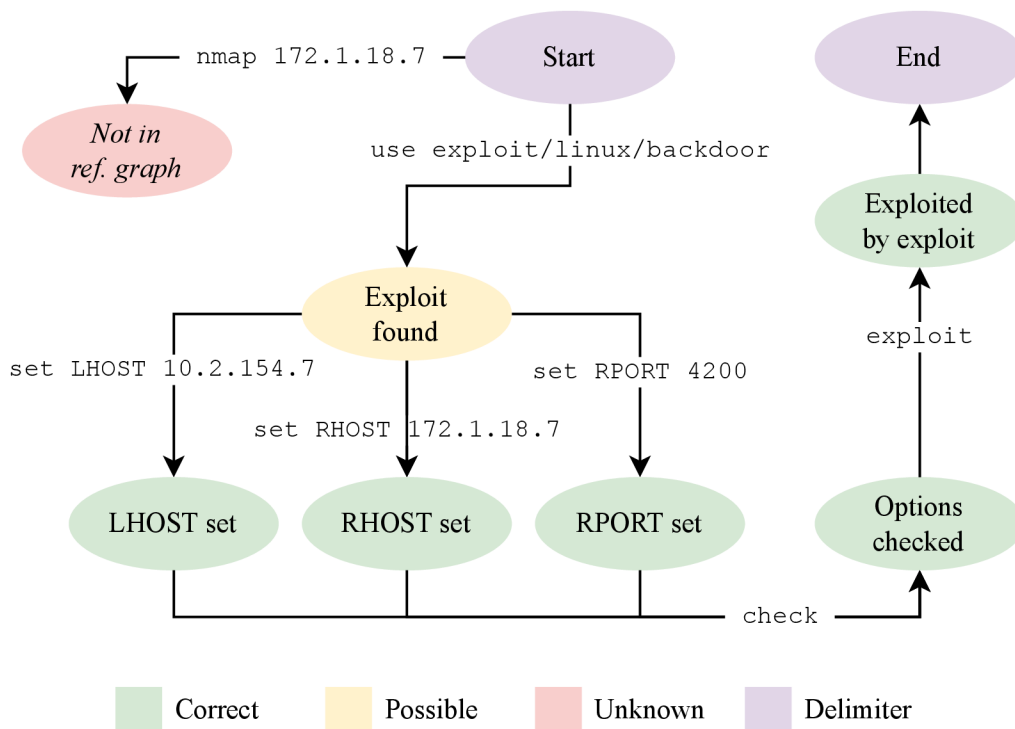 nmap 172.1.18.7
Start
End
Not in
ref. graph
use exploit/linux/backdoor
Exploited
by exploit
Exploit
found
exploit
set LHOST 10.2.154.7
set RPORT 4200
set RHOST 172.1.18.7
LHOST set
RHOST set
RPORT set
Options
checked
check
Correct
Possible
Unknown
Delimiter